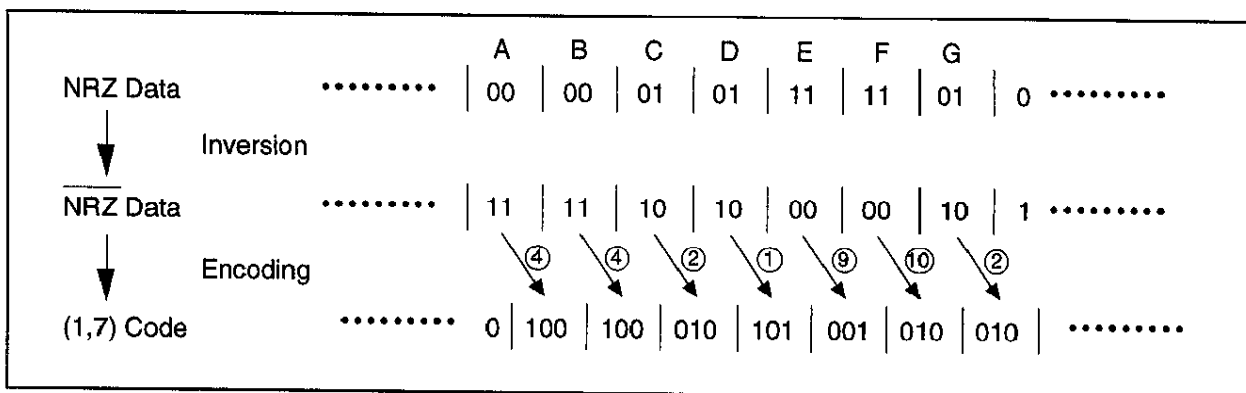 A B C D E F G
NRZ Data ········· | 00 | 00 | 01 | 01 | 11 | 11 | 01 | 0 ·········
Inversion
N̅R̅Z̅ Data ········· | 11 | 11 | 10 | 10 | 00 | 00 | 10 | 1 ·········
Encoding ④ ④ ② ① ⑨ ⑩ ②
(1,7) Code ········· 0 | 100 | 100 | 010 | 101 | 001 | 010 | 010 | ·········